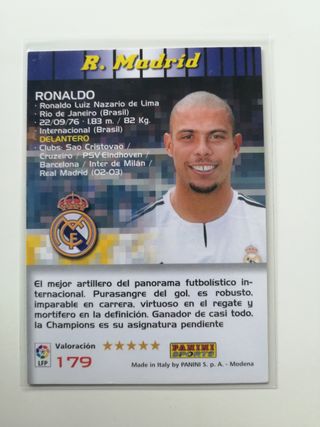 R. Madrid
RONALDO
· Ronaldo Luiz Nazario de Lima
· Rio de Janeiro (Brasil)
· 22/09/76 · 1.83 m. / 82 Kg.
· Internacional (Brasil)
DELANTERO
· Clubs: Sao Cristovao /
Cruzeiro / PSV Eindhoven /
Barcelona / Inter de Milán /
Real Madrid (02-03)
El mejor artillero del panorama futbolístico in-
ternacional. Purasangre del gol, es robusto,
imparable en carrera, virtuoso en el regate y
mortífero en la definición. Ganador de casi todo,
la Champions es su asignatura pendiente
Valoración
LFP
179
PANINI
SPORTS
Made in Italy by PANINI S. p. A. - Modena